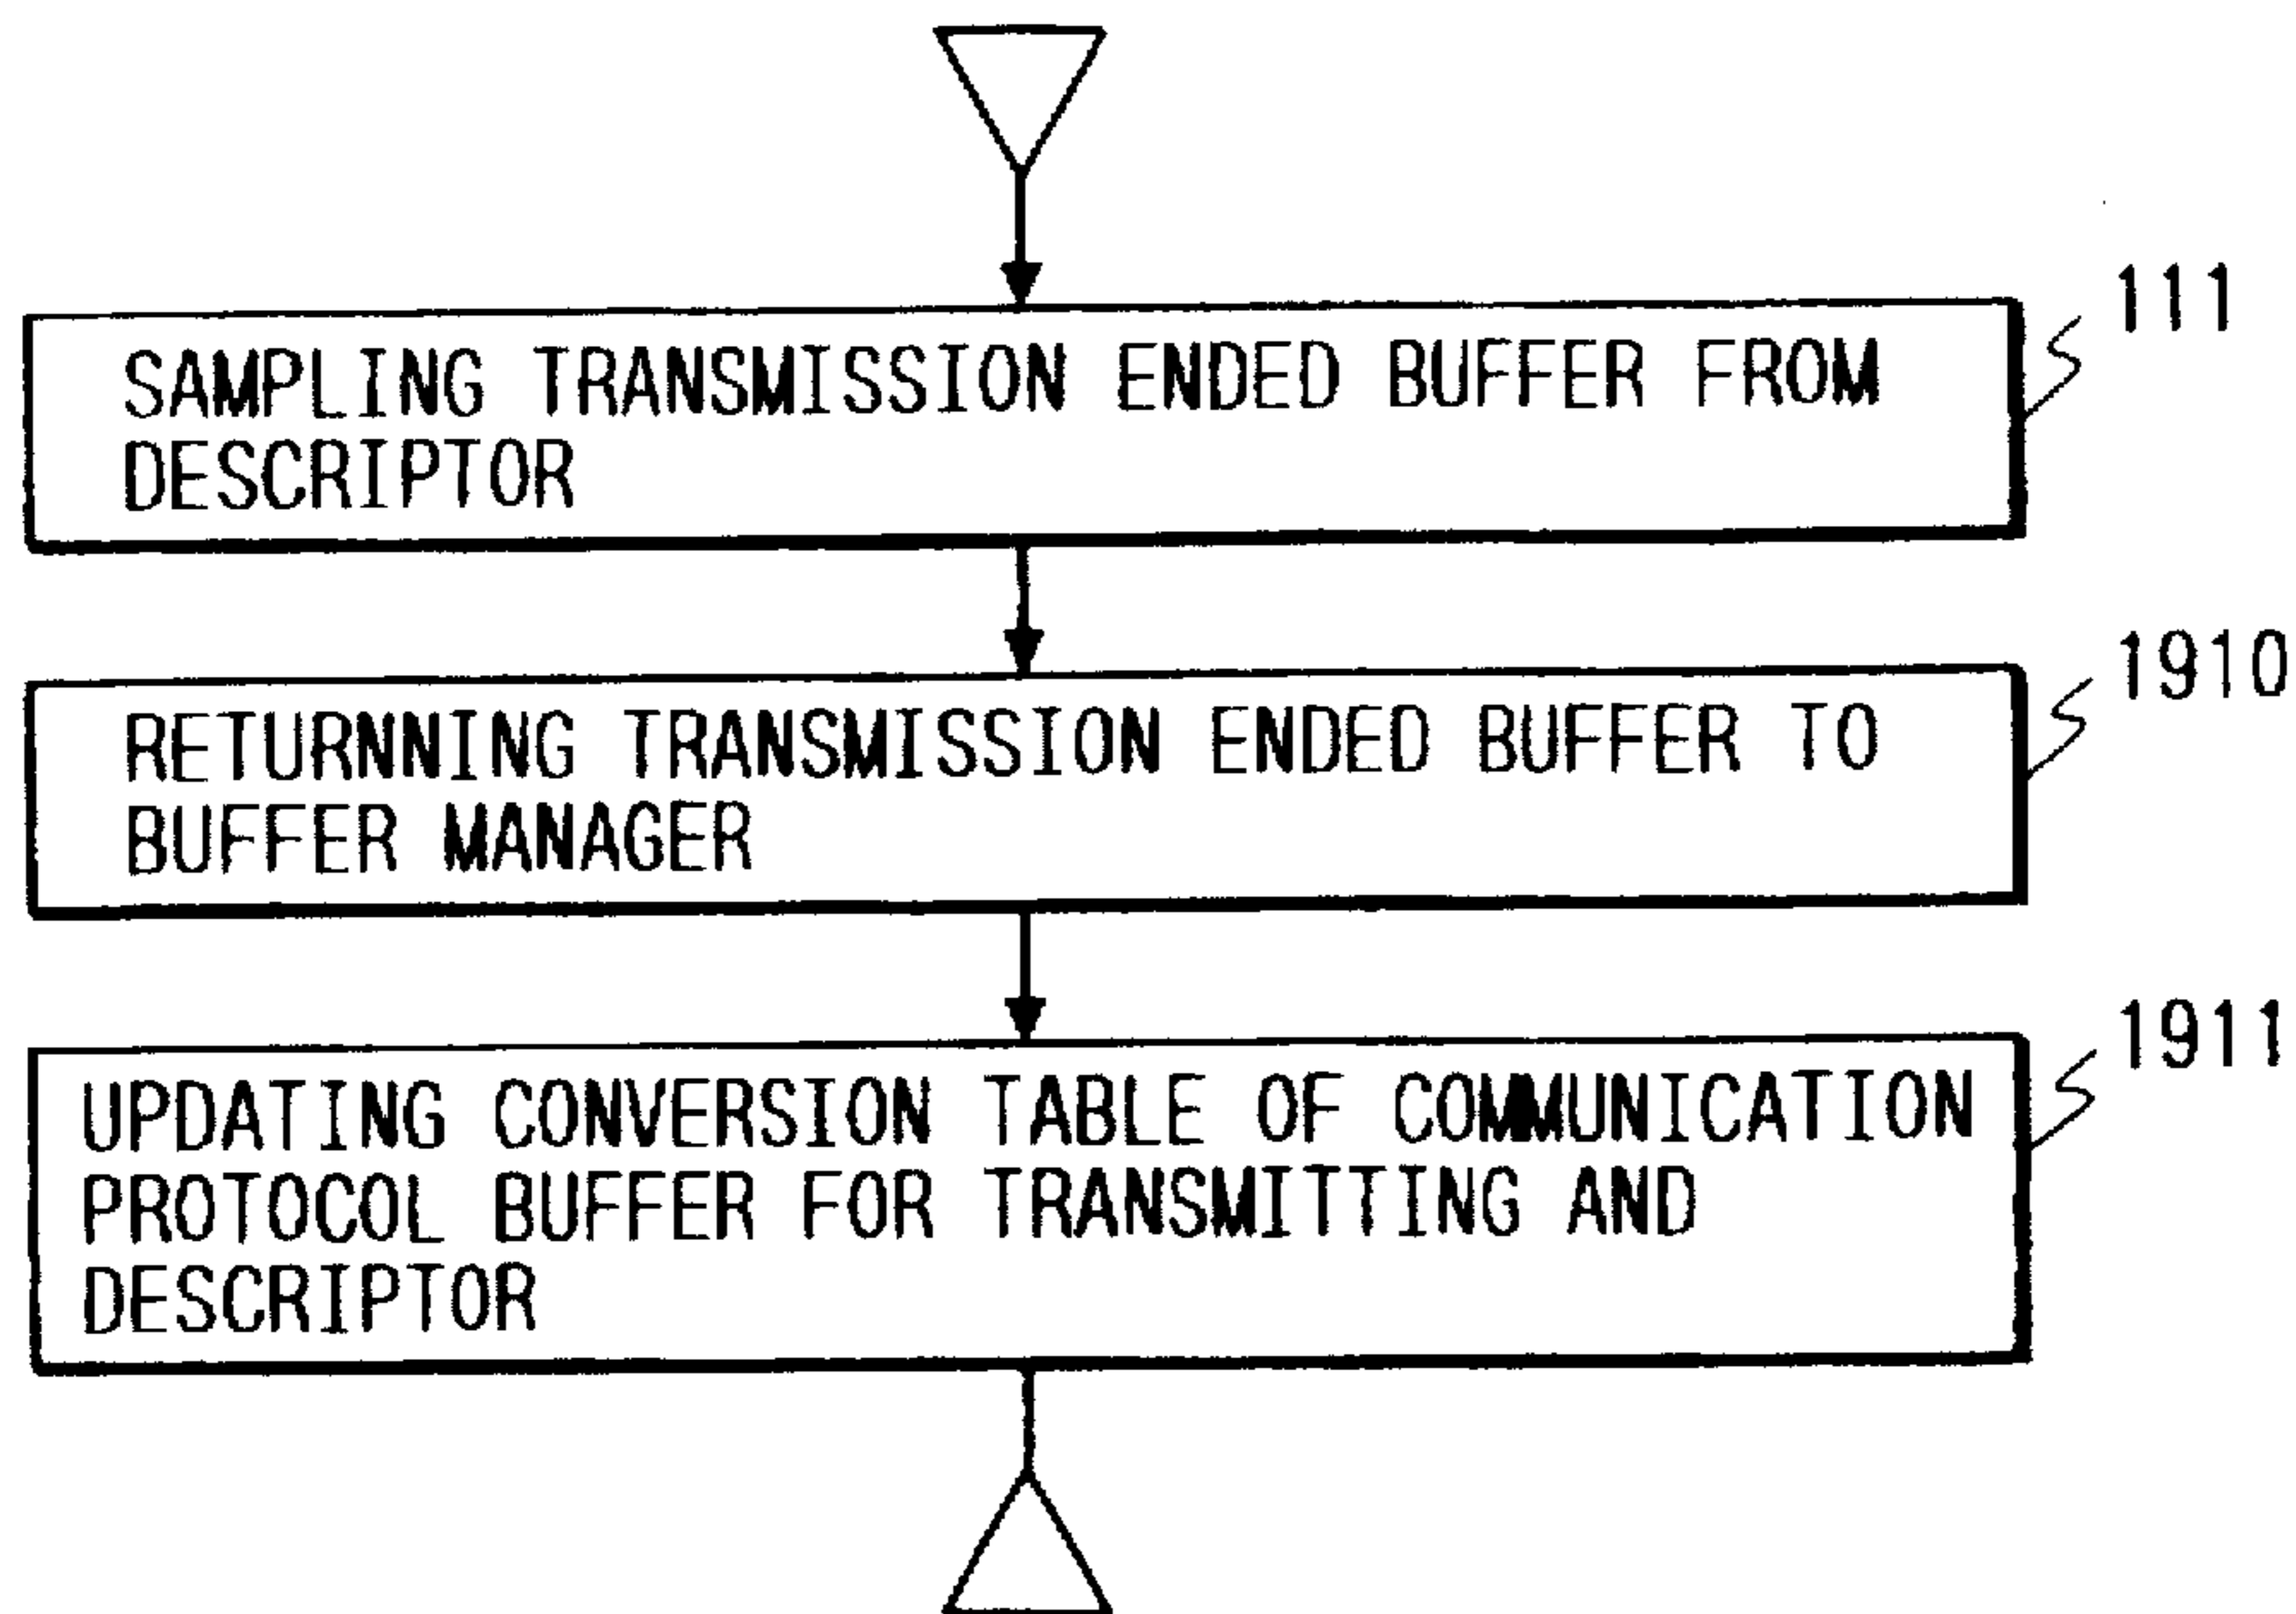 111
SAMPLING TRANSMISSION ENDED BUFFER FROM
DESCRIPTOR
1910
RETURNNING TRANSMISSION ENDED BUFFER TO
BUFFER MANAGER
1911
UPDATING CONVERSION TABLE OF COMMUNICATION
PROTOCOL BUFFER FOR TRANSMITTING AND
DESCRIPTOR